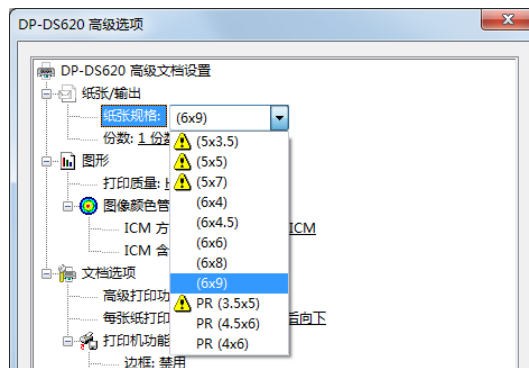 DP-DS620 高级选项
DP-DS620 高级文档设置
纸张/输出
纸张规格: (6x9)
份数: 1 份
(5x3.5)
(5x5)
图形
(5x7)
打印质量:
(6x4)
图像颜色管
(6x4.5)
ICM 方
ICM
(6x6)
ICM 含
(6x8)
文档选项
(6x9)
高级打印功
PR (3.5x5)
每张纸打印
后向下
PR (4.5x6)
打印机功能
PR (4x6)
边框: 禁用